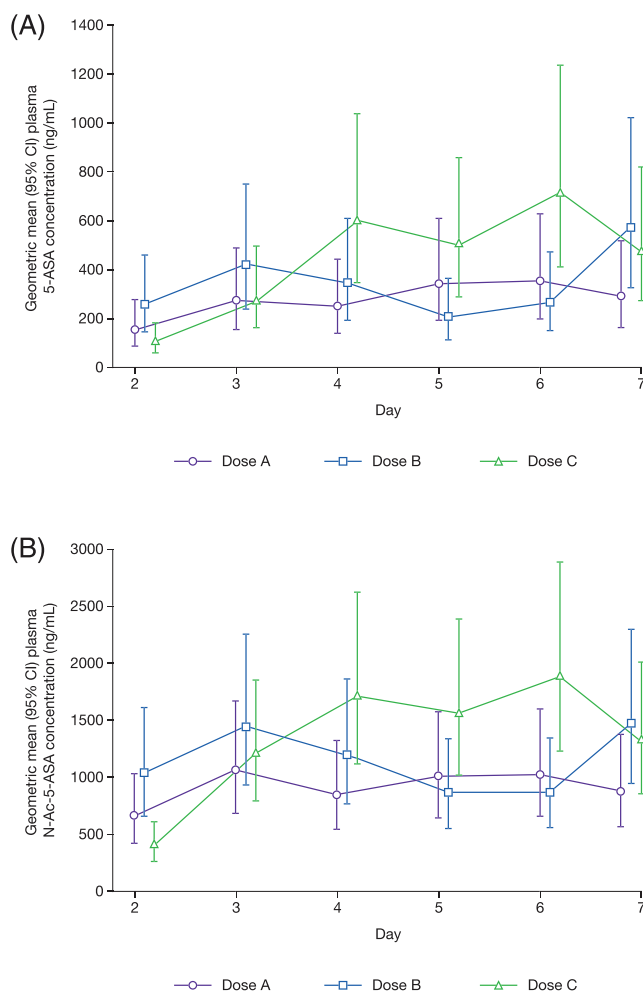 (A)
Geometric mean (95% CI) plasma
5-ASA concentration (ng/mL)
1400
1200
1000
800
600
400
200
0
2 3 4 5 6 7
Day
Dose A Dose B Dose C
(B)
Geometric mean (95% CI) plasma
N-Ac-5-ASA concentration (ng/mL)
3000
2500
2000
1500
1000
500
0
2 3 4 5 6 7
Day
Dose A Dose B Dose C